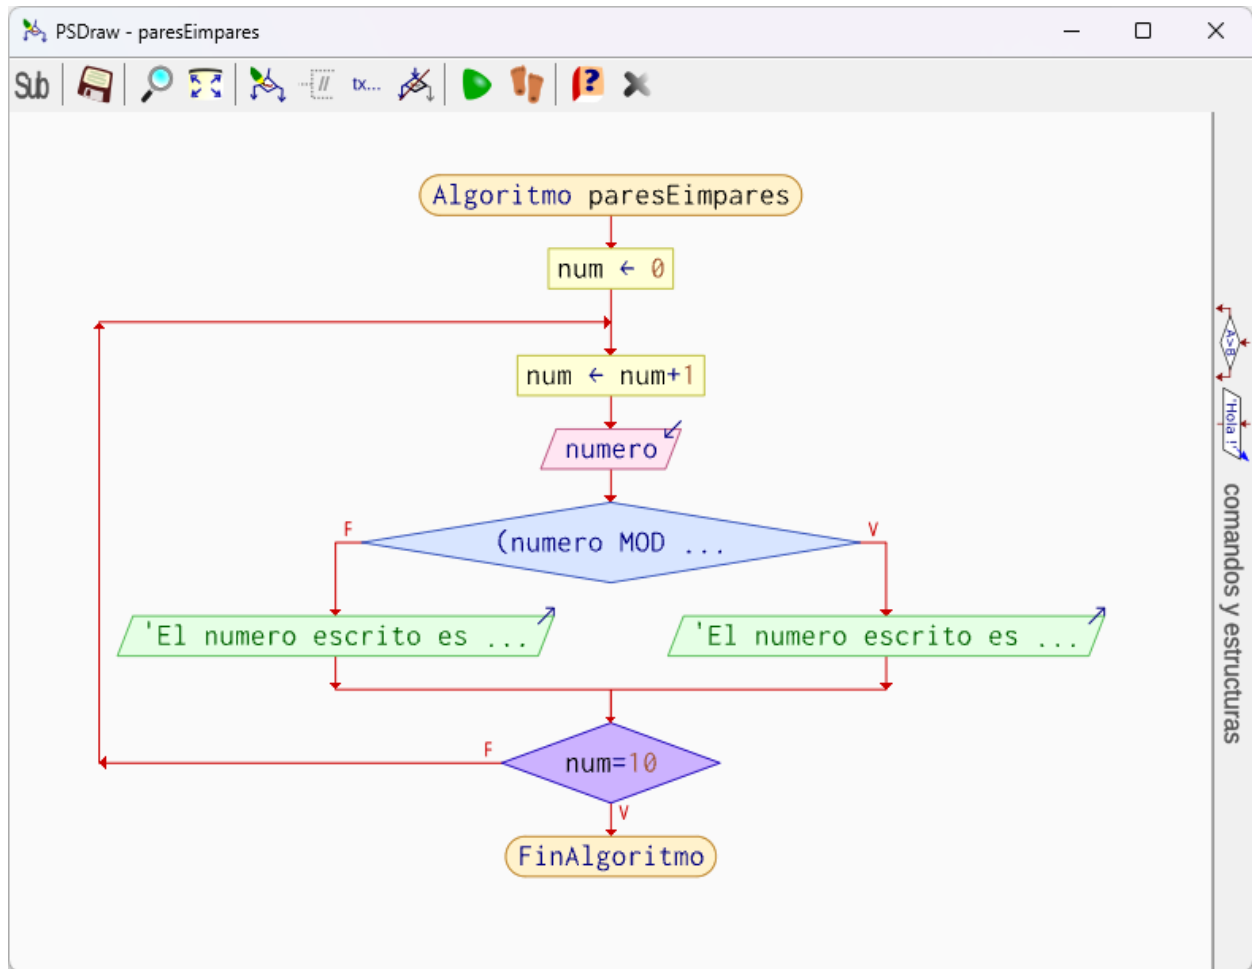 PSDraw - paresEimpares
Sub
tx...
Algoritmo paresEimpares
num ← 0
num ← num+1
numero
(numero MOD ...
F
V
'El numero escrito es ...
'El numero escrito es ...
num=10
F
V
FinAlgoritmo
A>B
'Hola !'
comandos y estructuras